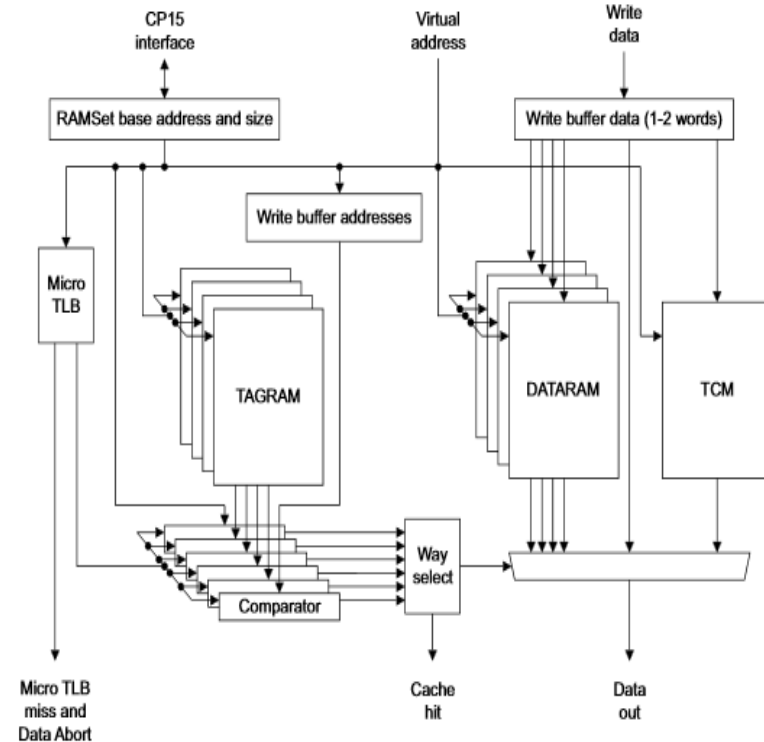 CP15
interface
Virtual
address
Write
data
RAMSet base address and size
Write buffer data (1-2 words)
Write buffer addresses
Micro
TLB
TAGRAM
DATARAM
TCM
Way
select
Comparator
Micro TLB
miss and
Data Abort
Cache
hit
Data
out